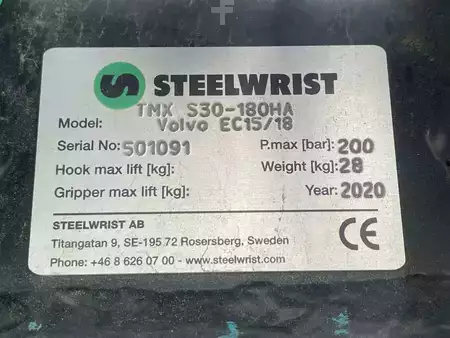 STEELWRIST
TMX S30-180HA
Model: Volvo EC15/18
Serial No: 501091 P.max [bar]: 200
Hook max lift [kg]: Weight [kg]: 28
Gripper max lift [kg]: Year: 2020
STEELWRIST AB
Titangatan 9, SE-195 72 Rosersberg, Sweden
Phone: +46 8 626 07 00 - www.steelwrist.com
CE